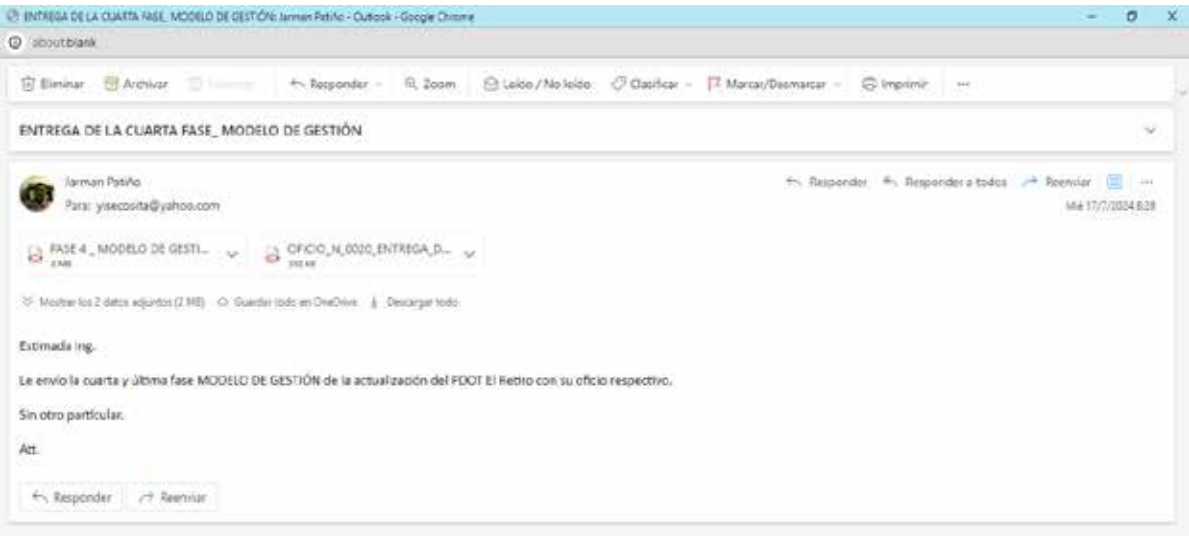 ENTREGA DE LA CUARTA FASE_ MODELO DE GESTIÓN: Jarman Patiño - Outlook - Google Chrome
about:blank
Eliminar Archivar Responder Zoom Leído / No leído Clasificar Marcar/Desmarcar Imprimir ...
ENTREGA DE LA CUARTA FASE_ MODELO DE GESTIÓN
Jarman Patiño
Responder Responder a todos Reenviar ...
Para: yisecosita@yahoo.com
Mié 17/7/2024 8:28
FASE 4 _ MODELO DE GESTI... OFICIO_N_0020_ENTREGA_D...
2 MB
Mostrar los 2 datos adjuntos (2 MB) Guardar todo en OneDrive Descargar todo
Estimada Ing.
Le envío la cuarta y última fase MODELO DE GESTIÓN de la actualización del PDOT El Retiro con su oficio respectivo.
Sin otro particular.
Att.
Responder Reenviar